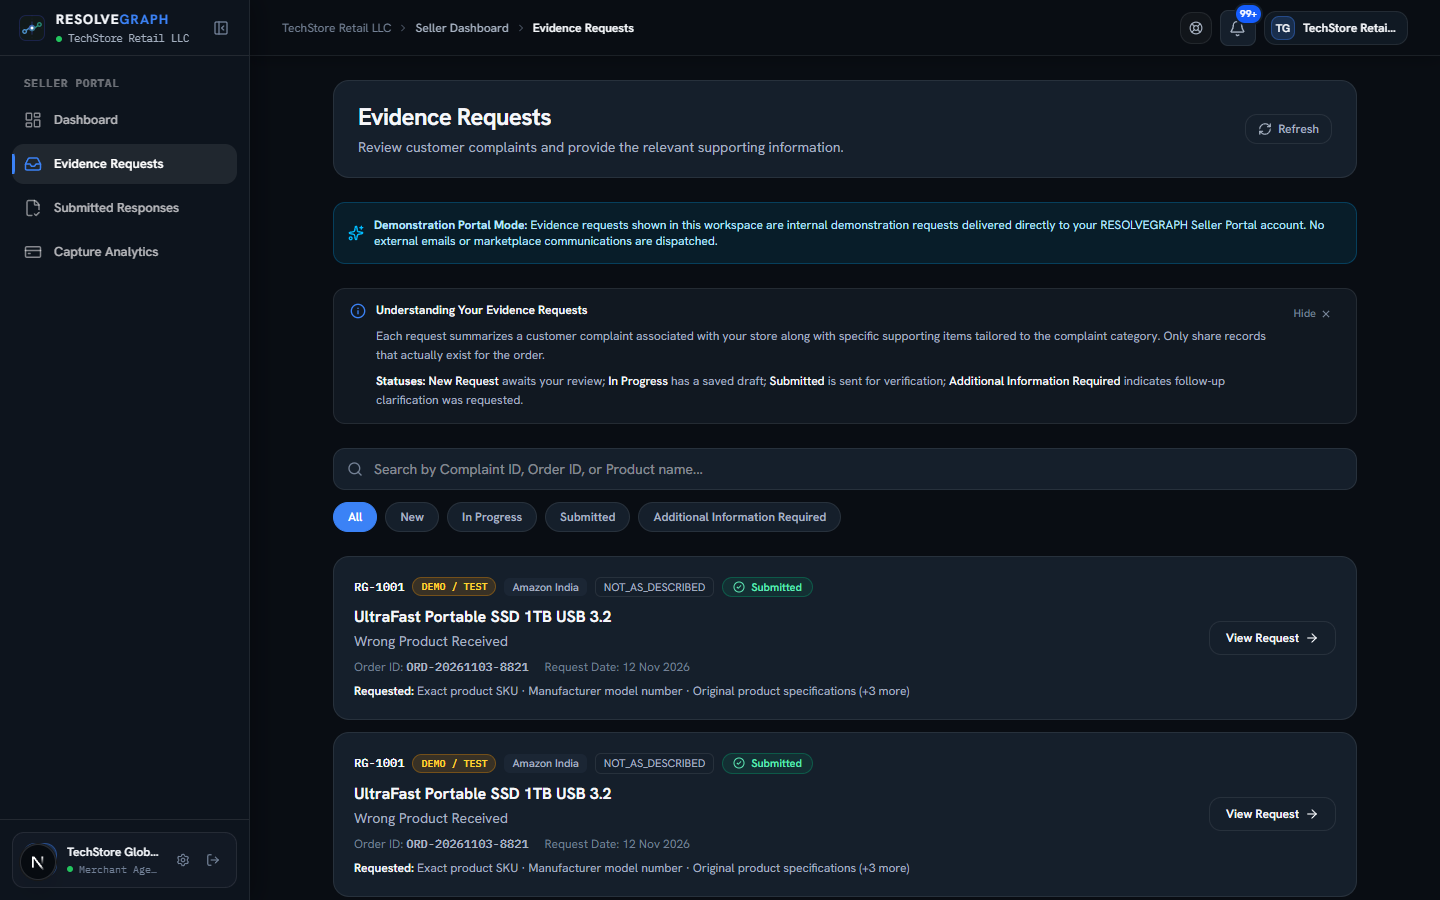 RESOLVEGRAPH
TechStore Retail LLC
SELLER PORTAL
Dashboard
Evidence Requests
Submitted Responses
Capture Analytics
N
TechStore Glob...
Merchant Age...
TechStore Retail LLC > Seller Dashboard > Evidence Requests
99+
TG TechStore Retai...
Evidence Requests
Review customer complaints and provide the relevant supporting information.
Refresh
Demonstration Portal Mode: Evidence requests shown in this workspace are internal demonstration requests delivered directly to your RESOLVEGRAPH Seller Portal account. No
external emails or marketplace communications are dispatched.
Understanding Your Evidence Requests
Hide ×
Each request summarizes a customer complaint associated with your store along with specific supporting items tailored to the complaint category. Only share records
that actually exist for the order.
Statuses: New Request awaits your review; In Progress has a saved draft; Submitted is sent for verification; Additional Information Required indicates follow-up
clarification was requested.
Search by Complaint ID, Order ID, or Product name...
All New In Progress Submitted Additional Information Required
RG-1001 DEMO / TEST Amazon India NOT_AS_DESCRIBED Submitted
UltraFast Portable SSD 1TB USB 3.2
Wrong Product Received
View Request →
Order ID: ORD-20261103-8821 Request Date: 12 Nov 2026
Requested: Exact product SKU · Manufacturer model number · Original product specifications (+3 more)
RG-1001 DEMO / TEST Amazon India NOT_AS_DESCRIBED Submitted
UltraFast Portable SSD 1TB USB 3.2
Wrong Product Received
View Request →
Order ID: ORD-20261103-8821 Request Date: 12 Nov 2026
Requested: Exact product SKU · Manufacturer model number · Original product specifications (+3 more)